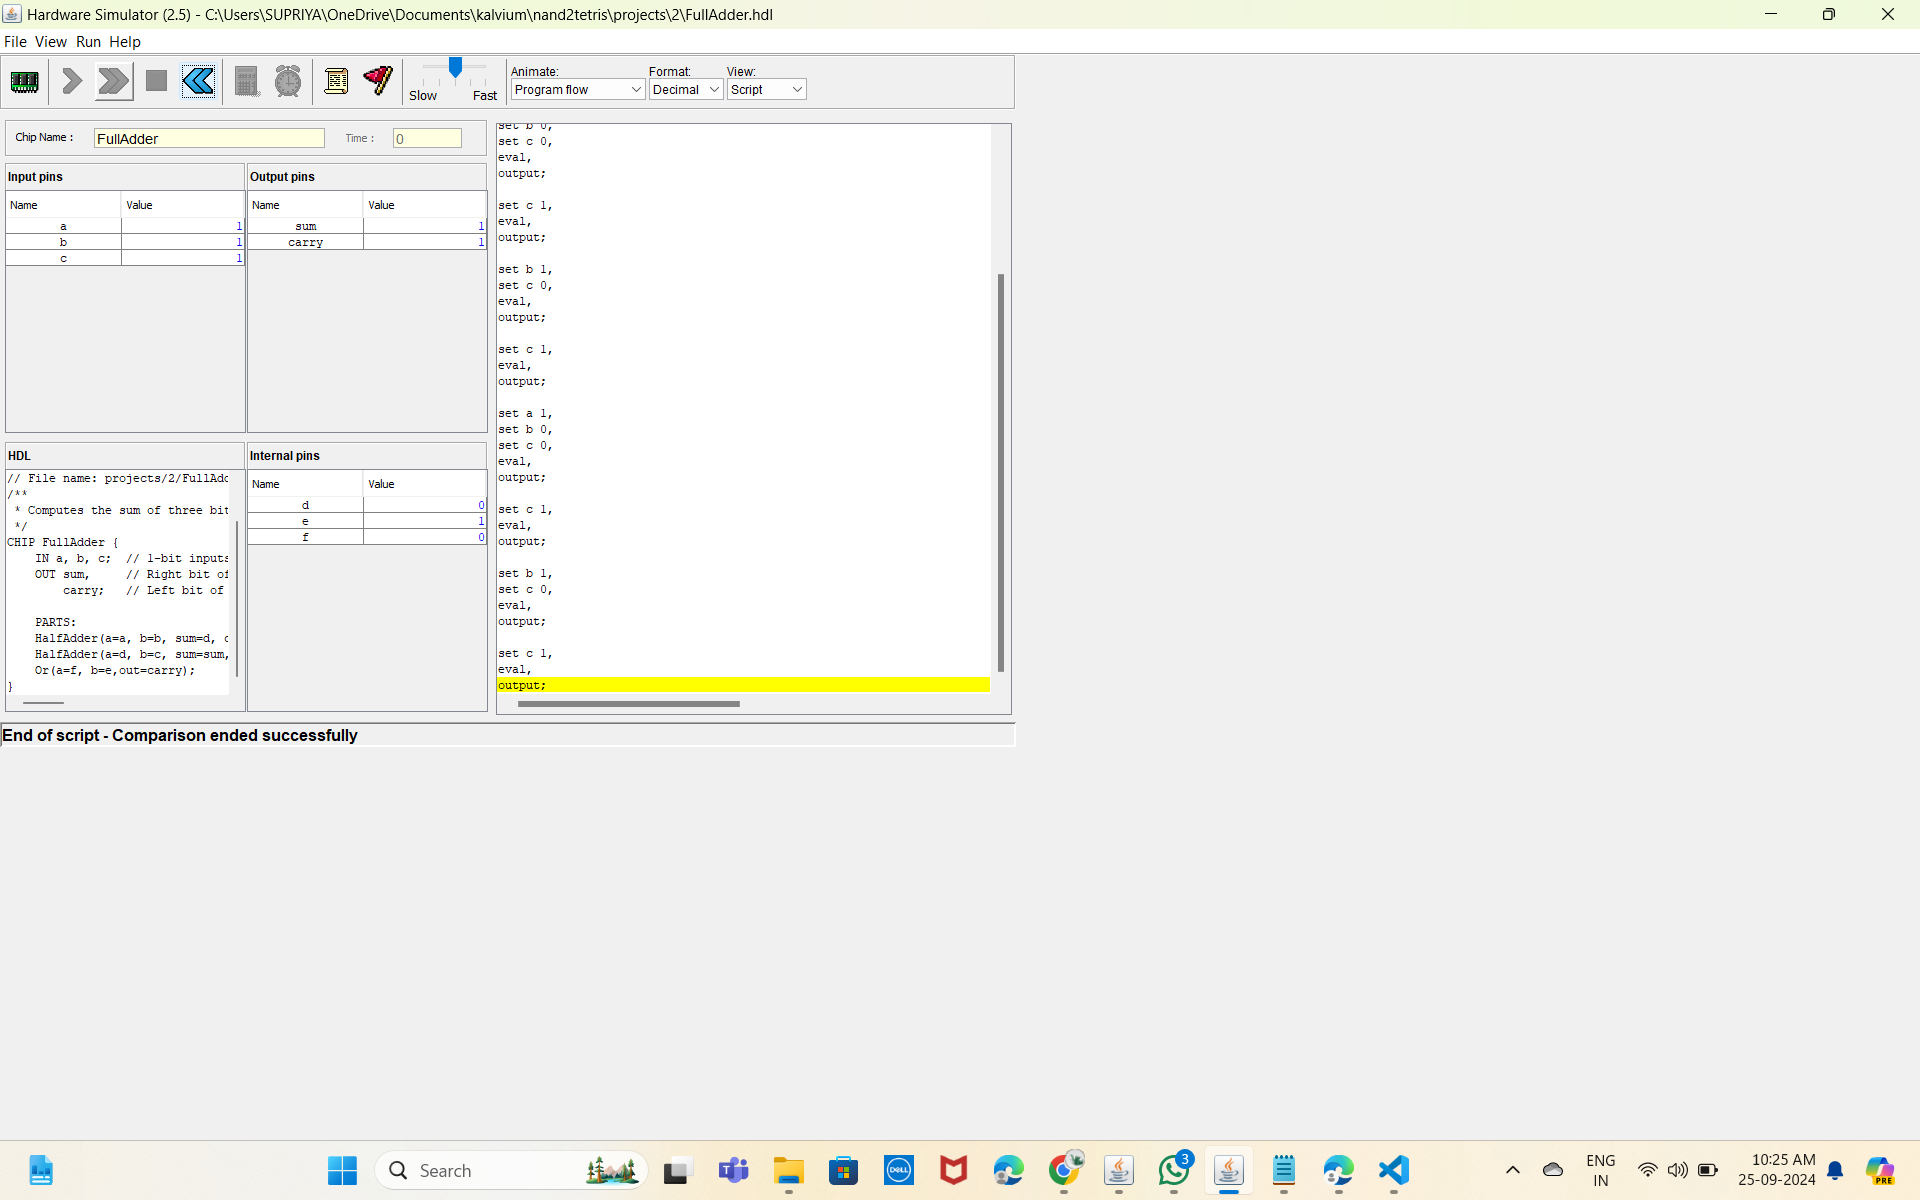 Hardware Simulator (2.5) - C:\Users\SUPRIYA\OneDrive\Documents\kalvium\nand2tetris\projects\2\FullAdder.hdl
File View Run Help
Slow Fast
Animate: Format: View:
Program flow Decimal Script
Chip Name : FullAdder Time : 0
Input pins
Name Value
a 1
b 1
c 1
Output pins
Name Value
sum 1
carry 1
HDL
// File name: projects/2/FullAdd
/**
* Computes the sum of three bit
*/
CHIP FullAdder {
IN a, b, c; // 1-bit inputs
OUT sum, // Right bit of
carry; // Left bit of
PARTS:
HalfAdder(a=a, b=b, sum=d, c
HalfAdder(a=d, b=c, sum=sum,
Or(a=f, b=e,out=carry);
}
Internal pins
Name Value
d 0
e 1
f 0
set b 0,
set c 0,
eval,
output;
set c 1,
eval,
output;
set b 1,
set c 0,
eval,
output;
set c 1,
eval,
output;
set a 1,
set b 0,
set c 0,
eval,
output;
set c 1,
eval,
output;
set b 1,
set c 0,
eval,
output;
set c 1,
eval,
output;
End of script - Comparison ended successfully
Search
DELL
3
ENG
IN
10:25 AM
25-09-2024
PRE